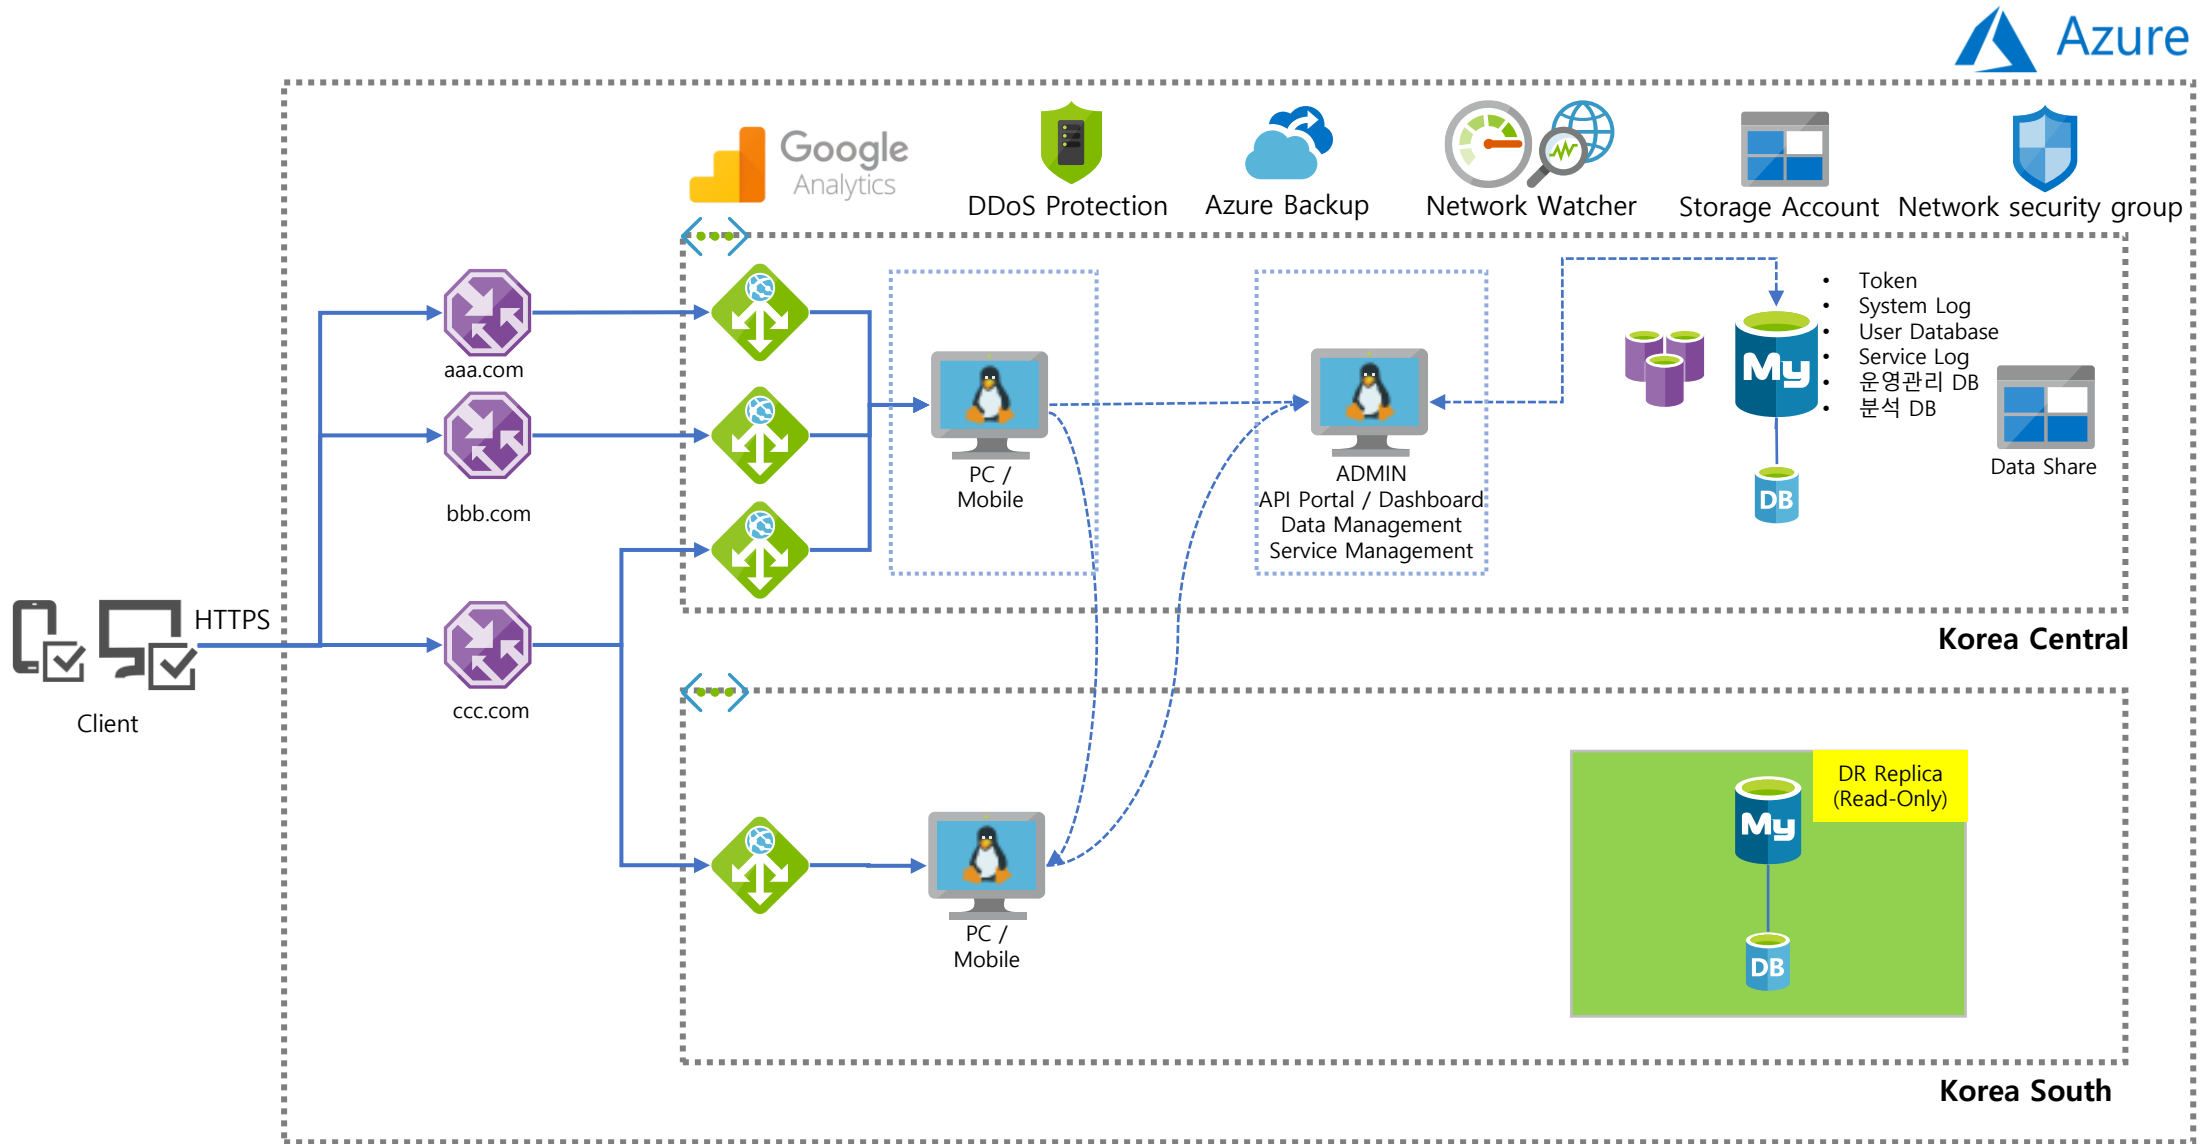 Azure
Google
Analytics
DDoS Protection
Azure Backup
Network Watcher
Storage Account
Network security group
aaa.com
bbb.com
ccc.com
HTTPS
Client
PC /
Mobile
ADMIN
API Portal / Dashboard
Data Management
Service Management
My
• Token
• System Log
• User Database
• Service Log
• 운영관리 DB
• 분석 DB
DB
Data Share
Korea Central
PC /
Mobile
DR Replica
(Read-Only)
My
DB
Korea South